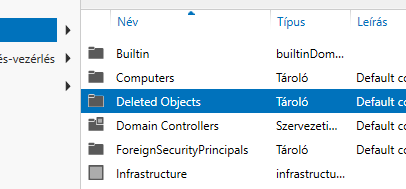 Név Típus Leírás
Builtin builtinDom...
és-vezérlés
Computers Tároló Default co
Deleted Objects Tároló Default co
Domain Controllers Szervezeti... Default co
ForeignSecurityPrincipals Tároló Default co
Infrastructure infrastructu...